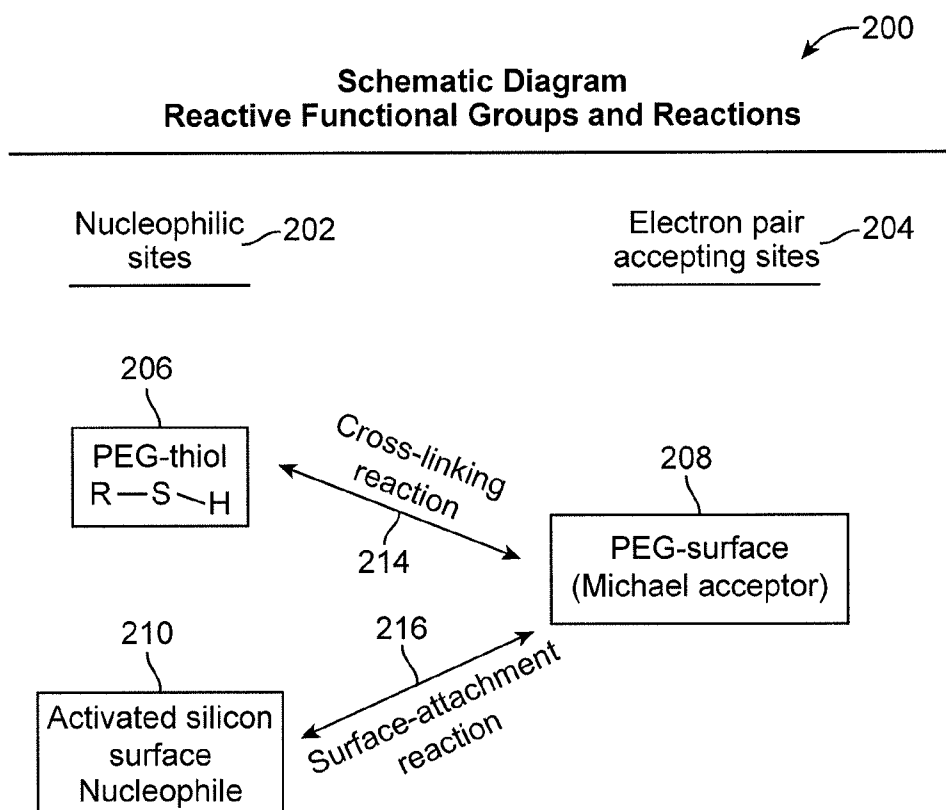 200
Schematic Diagram
Reactive Functional Groups and Reactions
Nucleophilic
sites
202
Electron pair
accepting sites
204
206
PEG-thiol
R—S—H
Cross-linking
reaction
214
208
PEG-surface
(Michael acceptor)
210
Activated silicon
surface
Nucleophile
216
Surface-attachment
reaction